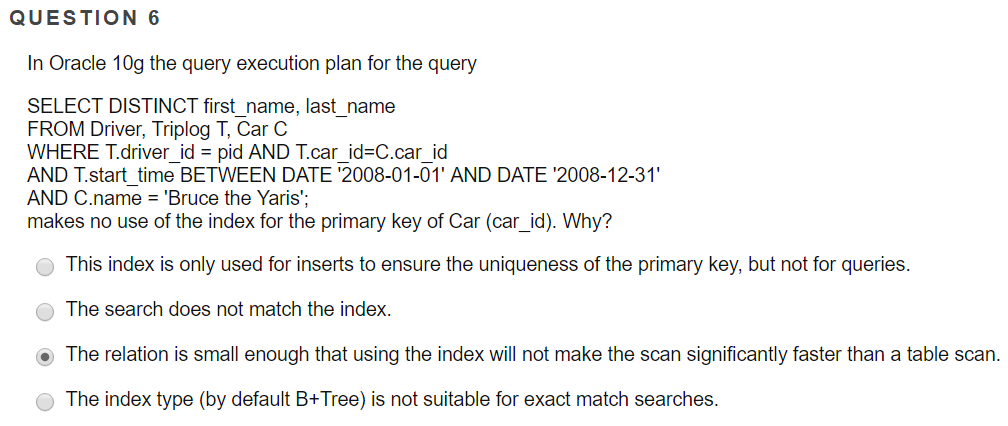 QUESTION 6
In Oracle 10g the query execution plan for the query
SELECT DISTINCT first_name, last_name
FROM Driver, Triplog T, Car C
WHERE T.driver_id = pid AND T.car_id=C.car_id
AND T.start_time BETWEEN DATE '2008-01-01' AND DATE '2008-12-31'
AND C.name = 'Bruce the Yaris';
makes no use of the index for the primary key of Car (car_id). Why?
This index is only used for inserts to ensure the uniqueness of the primary key, but not for queries.
The search does not match the index.
The relation is small enough that using the index will not make the scan significantly faster than a table scan.
The index type (by default B+Tree) is not suitable for exact match searches.